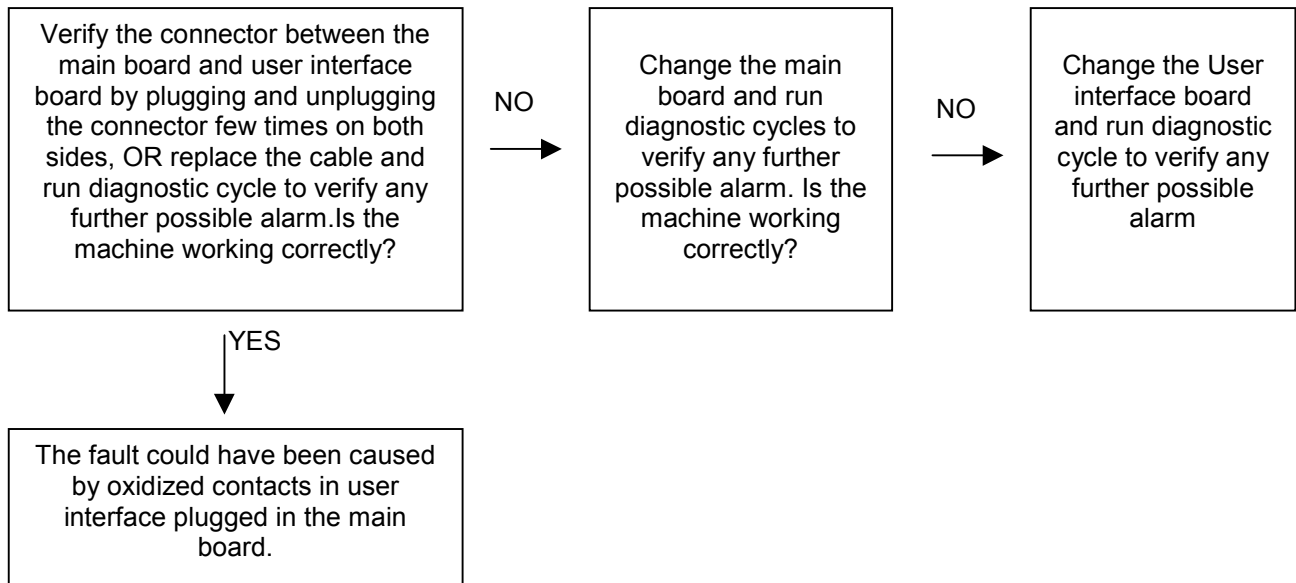 Verify the connector between the
main board and user interface
board by plugging and unplugging
the connector few times on both
sides, OR replace the cable and
run diagnostic cycle to verify any
further possible alarm.Is the
machine working correctly?
NO
Change the main
board and run
diagnostic cycles to
verify any further
possible alarm. Is the
machine working
correctly?
NO
Change the User
interface board
and run diagnostic
cycle to verify any
further possible
alarm
YES
The fault could have been caused
by oxidized contacts in user
interface plugged in the main
board.